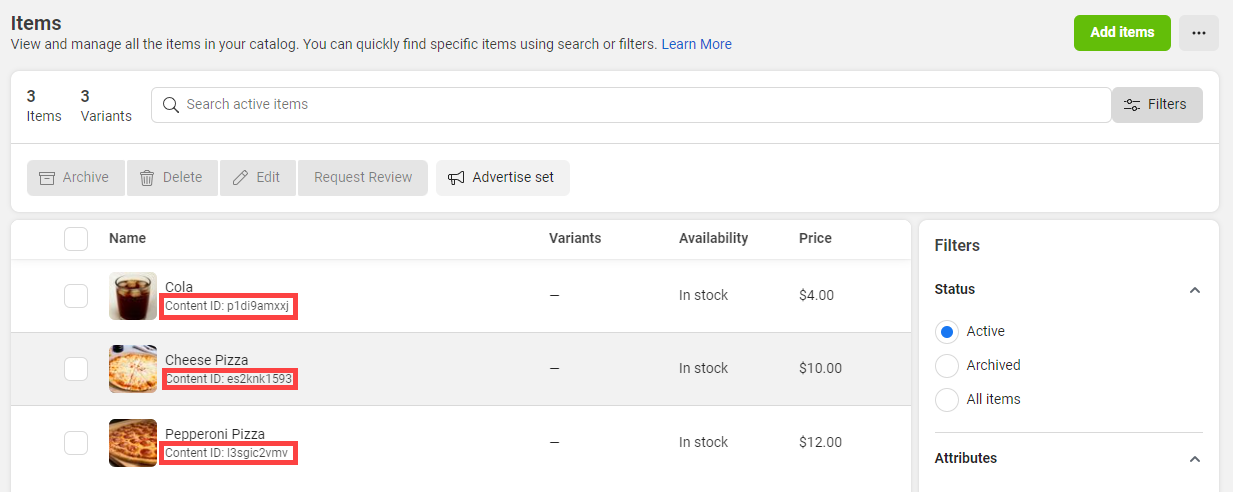 Items
View and manage all the items in your catalog. You can quickly find specific items using search or filters. Learn More
Add items
3
Items
3
Variants
Search active items
Filters
Archive
Delete
Edit
Request Review
Advertise set
Name
Variants
Availability
Price
Cola
Content ID: p1di9amxxj
—
In stock
$4.00
Cheese Pizza
Content ID: es2knk1593
—
In stock
$10.00
Pepperoni Pizza
Content ID: l3sgic2vmv
—
In stock
$12.00
Filters
Status
Active
Archived
All items
Attributes